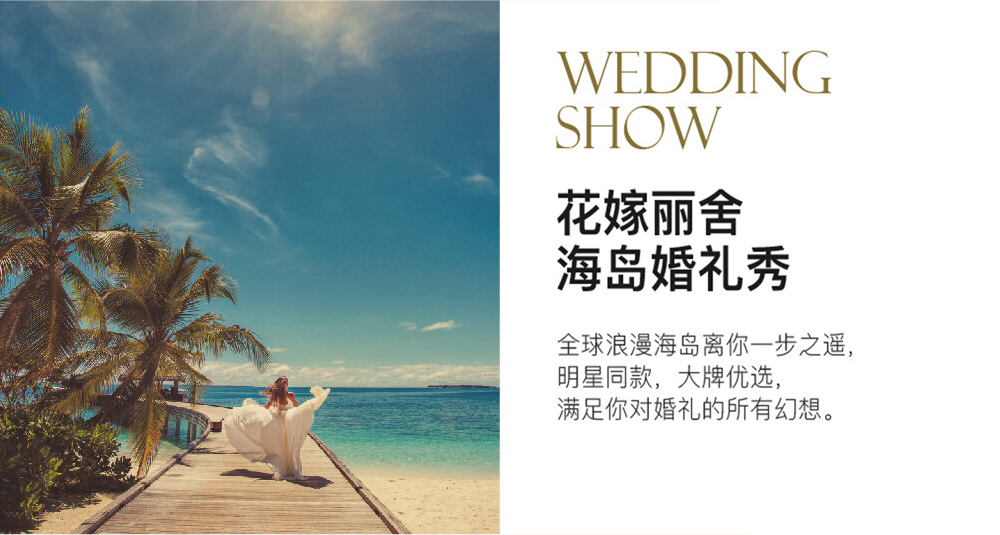 WEDDING
SHOW
花嫁丽舍
海岛婚礼秀
全球浪漫海岛离你一步之遥，
明星同款，大牌优选，
满足你对婚礼的所有幻想。